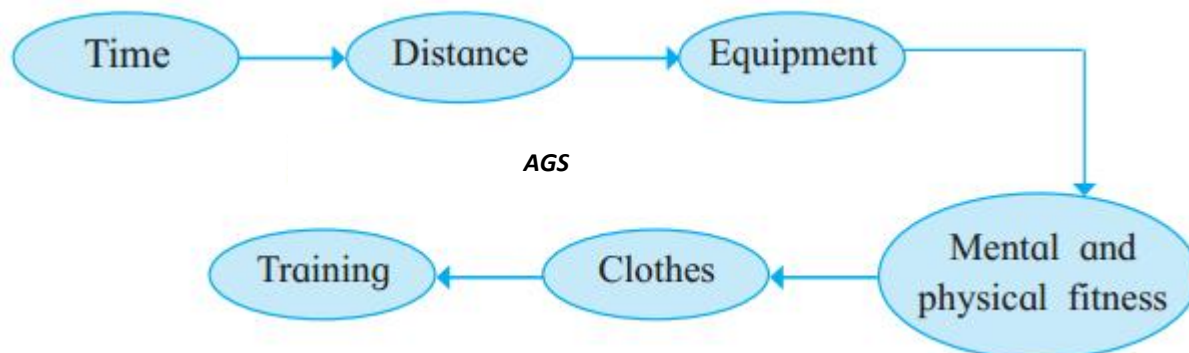 Time
Distance
Equipment
AGS
Mental and
physical fitness
Clothes
Training